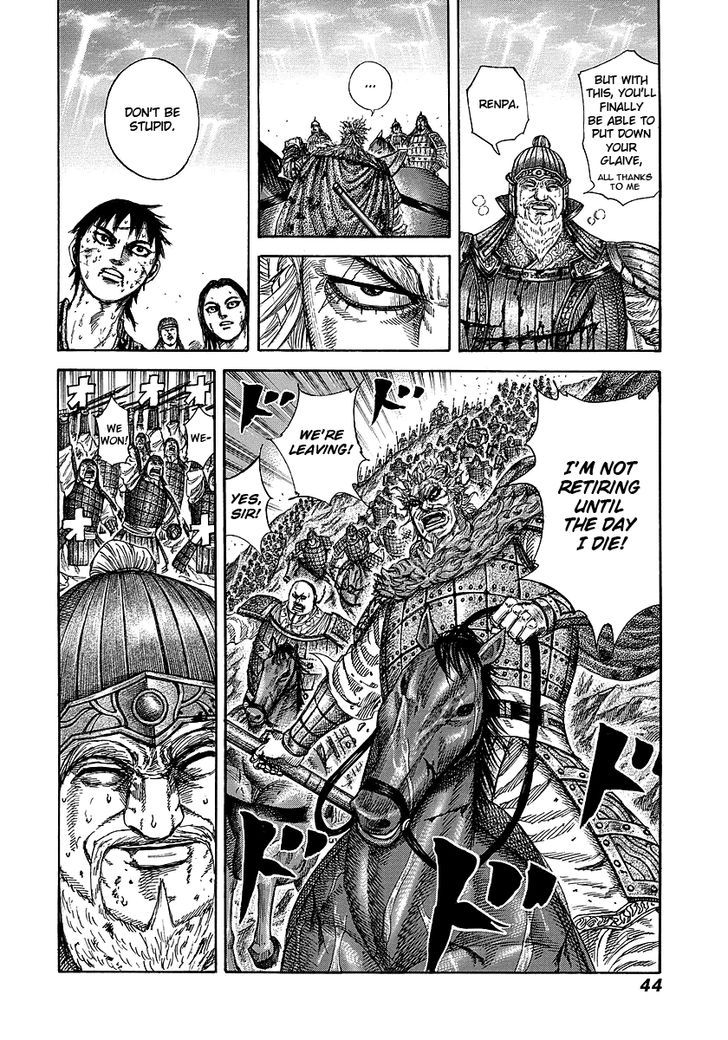 BUT WITH
THIS, YOU'LL
FINALLY
BE ABLE TO
PUT DOWN
YOUR
GLAIVE,
ALL THANKS
TO ME
RENPA.
...
DON'T BE
STUPID.
I'M NOT
RETIRING
UNTIL
THE DAY
I DIE!
WE'RE
LEAVING!
YES,
SIR!
ド
ド
ド
ド
ド
WE-
WE
WON!
オ
オ
オ
オ
オ
44